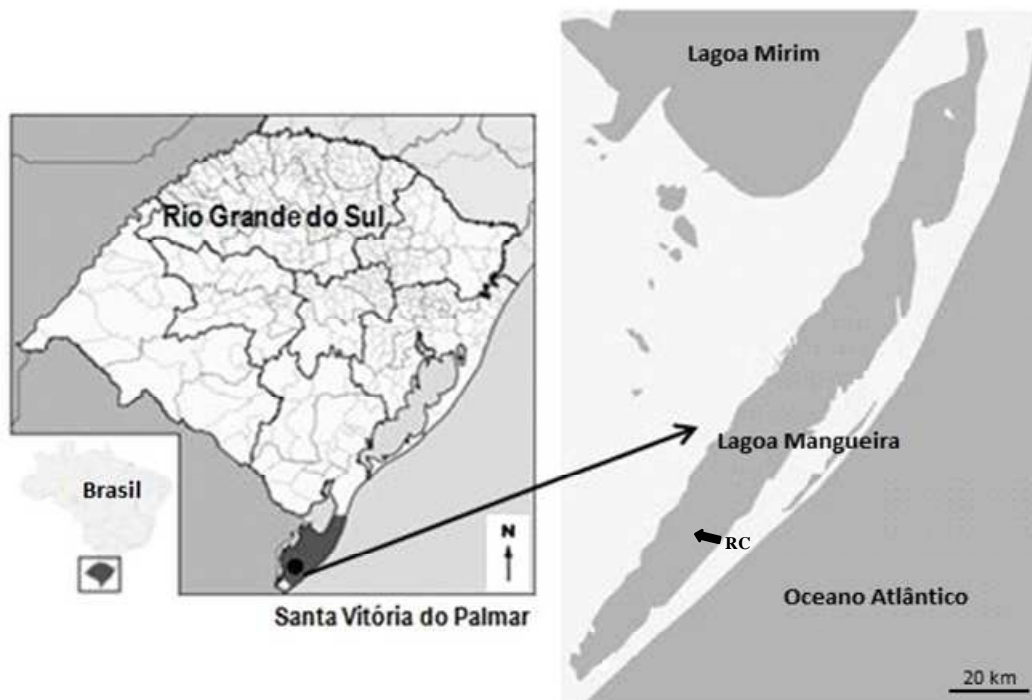 Rio Grande do Sul
Brasil
N
Santa Vitória do Palmar
Lagoa Mirim
Lagoa Mangueira
RC
Oceano Atlântico
20 km